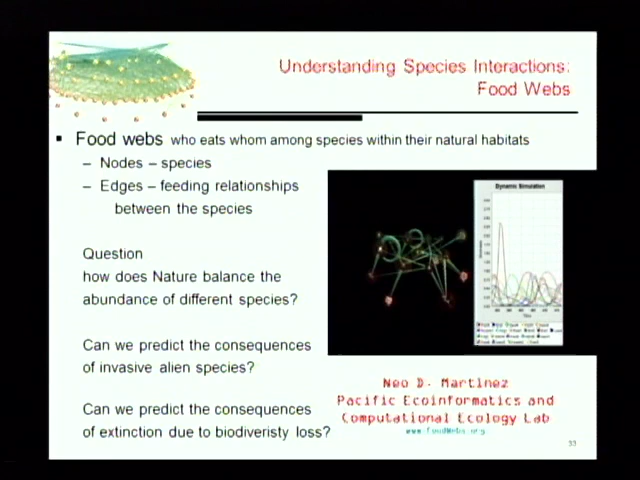 Understanding Species Interactions:
Food Webs
▪ Food webs who eats whom among species within their natural habitats
– Nodes – species
– Edges – feeding relationships
between the species
Question
how does Nature balance the
abundance of different species?
Can we predict the consequences
of invasive alien species?
Can we predict the consequences
of extinction due to biodiveristy loss?
Dynamic Simulation
Neo D. Martinez
Pacific Ecoinformatics and
Computational Ecology Lab
www.FoodWebs.org
33